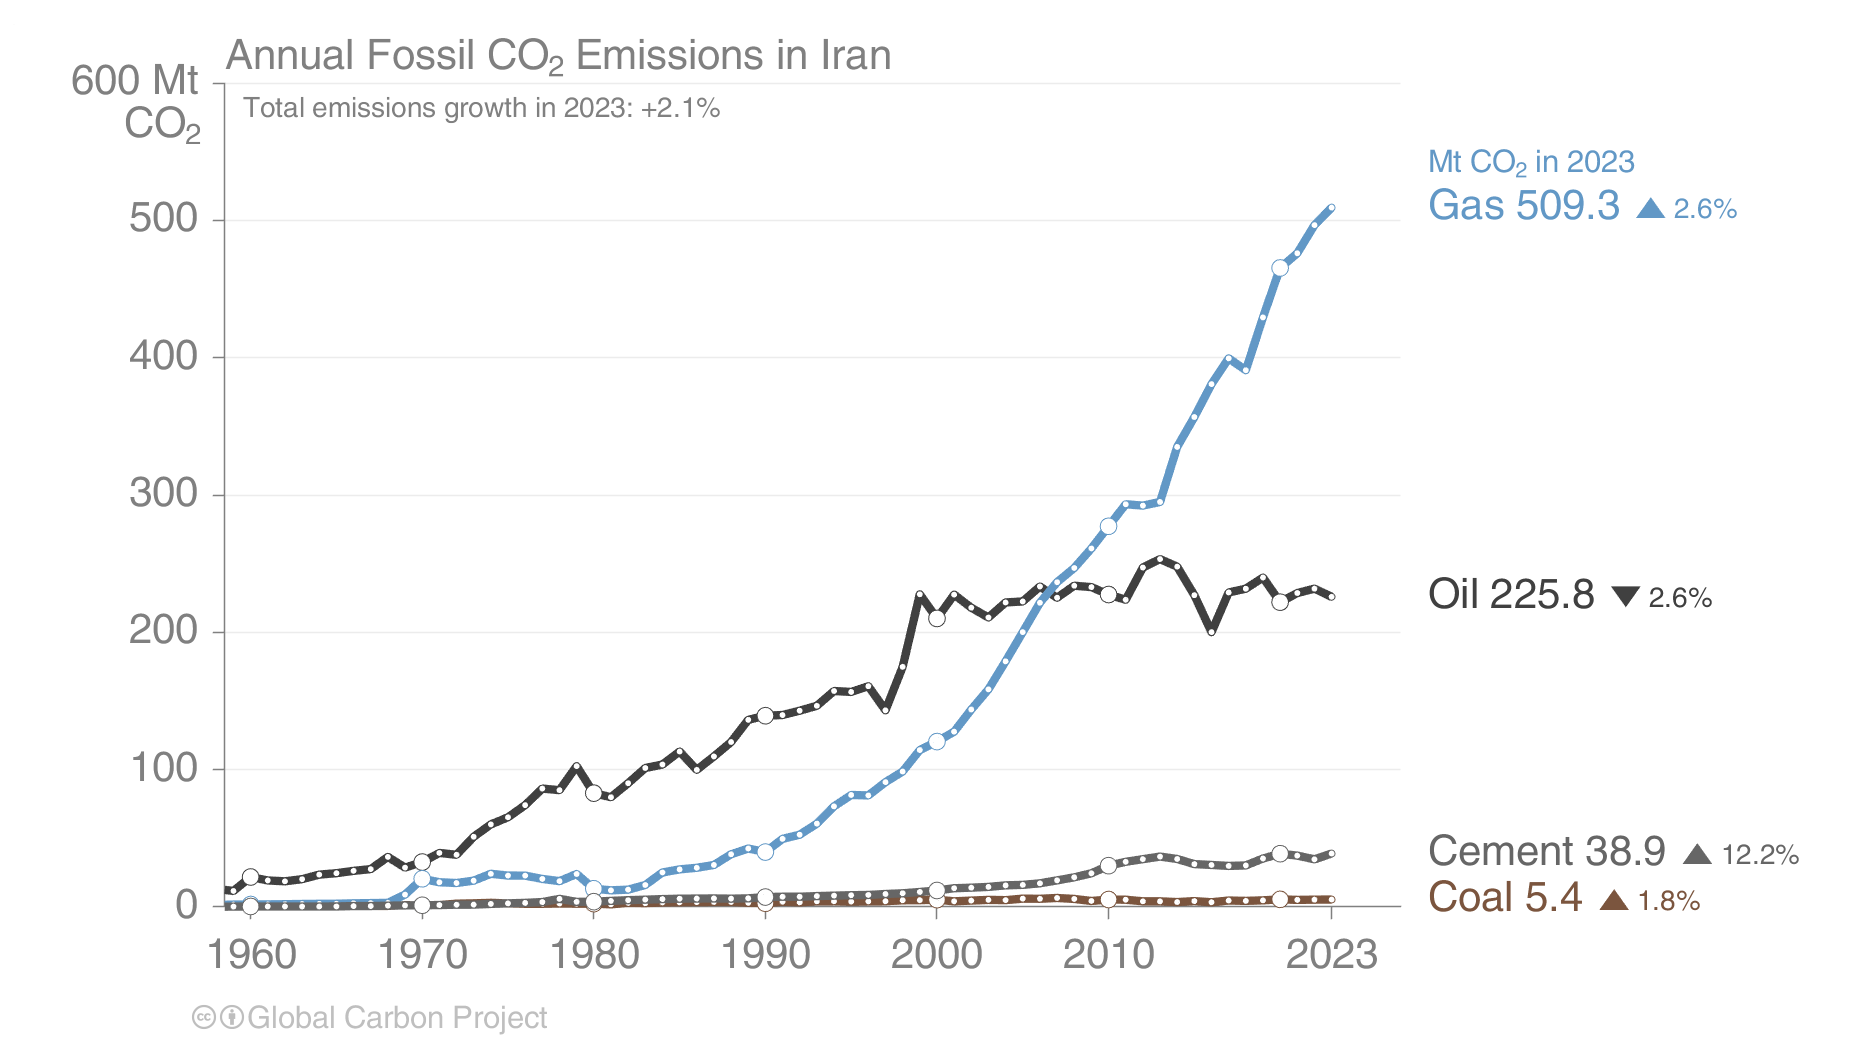 Annual Fossil CO₂ Emissions in Iran
600 Mt
CO₂
Total emissions growth in 2023: +2.1%
Mt CO₂ in 2023
Gas 509.3 ▲ 2.6%
500
400
300
Oil 225.8 ▼ 2.6%
200
100
Cement 38.9 ▲ 12.2%
Coal 5.4 ▲ 1.8%
0
1960 1970 1980 1990 2000 2010 2023
cc Global Carbon Project